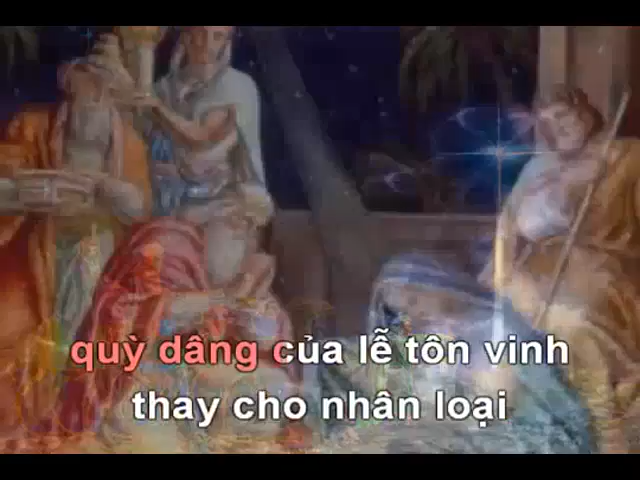 quỳ dâng của lễ tôn vinh
thay cho nhân loại